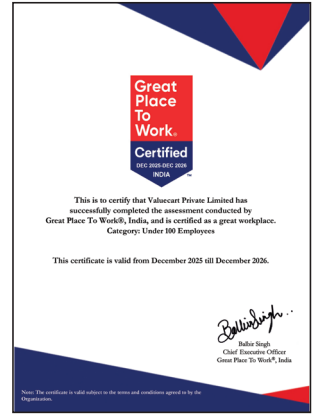 Great
Place
To
Work®
Certified
DEC 2025-DEC 2026
INDIA
™
This is to certify that Valuecart Private Limited has
successfully completed the assessment conducted by
Great Place To Work®, India, and is certified as a great workplace.
Category: Under 100 Employees
This certificate is valid from December 2025 till December 2026.
Balbir Singh
Balbir Singh
Chief Executive Officer
Great Place To Work®, India
Note: The certificate is valid subject to the terms and conditions agreed to by the
Organization.